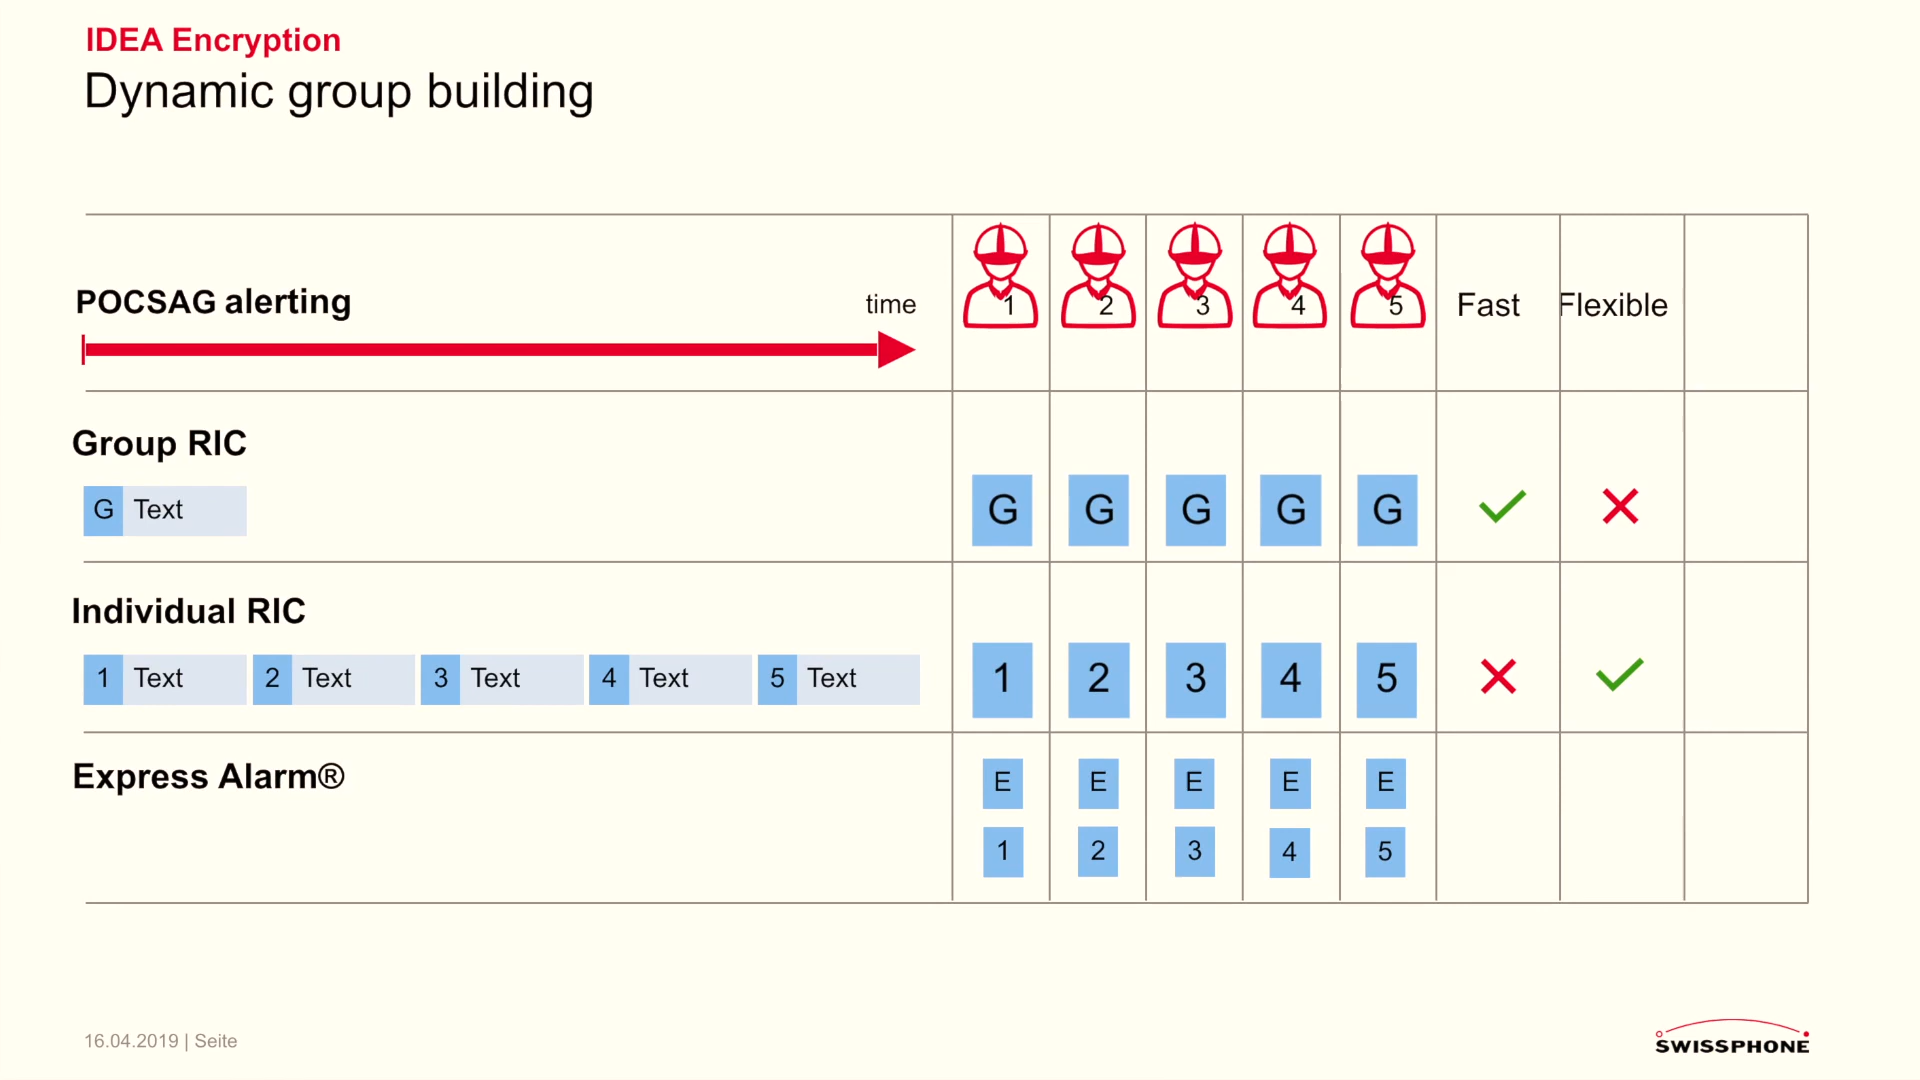 IDEA Encryption
Dynamic group building
POCSAG alerting time 1 2 3 4 5 Fast Flexible
Group RIC
G Text G G G G G
Individual RIC
1 Text 2 Text 3 Text 4 Text 5 Text 1 2 3 4 5
Express Alarm® E E E E E
1 2 3 4 5
16.04.2019 | Seite
SWISSPHONE